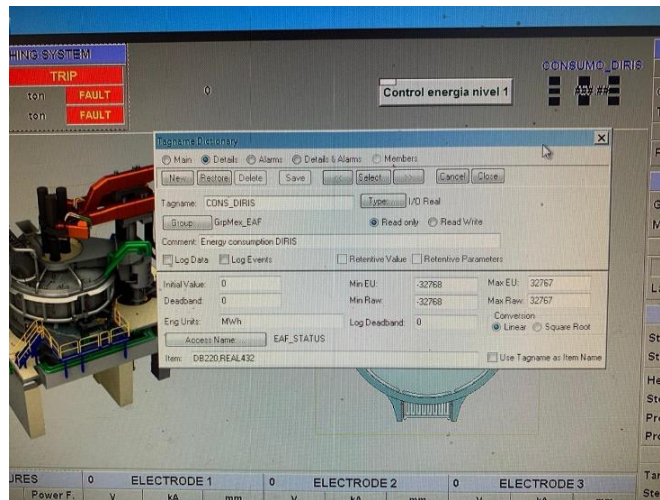 HING SYSTEM
TRIP
ton FAULT
ton FAULT
0
Control energia nivel 1
CONSUMO_DIRIS
Tagname Dictionary
Main Details Alarms Details & Alarms Members
New Restore Delete Save << Select... >> Cancel Close
Tagname: CONS_DIRIS Type: I/O Real
Group: GrpMex_EAF Read only Read Write
Comment: Energy consumption DIRIS
Log Data Log Events Retentive Value Retentive Parameters
Initial Value: 0 Min EU: -32768 Max EU: 32767
Deadband: 0 Min Raw: -32768 Max Raw: 32767
Eng Units: MWh Log Deadband: 0 Conversion
Linear Square Root
Access Name: EAF_STATUS
Item: DB220,REAL432 Use Tagname as Item Name
URES 0 ELECTRODE 1 0 ELECTRODE 2 0 ELECTRODE 3
Power F. V kA mm V kA mm V kA mm
P
G
M
La
St
St
He
Ste
Pro
Pro
Tar
Ste